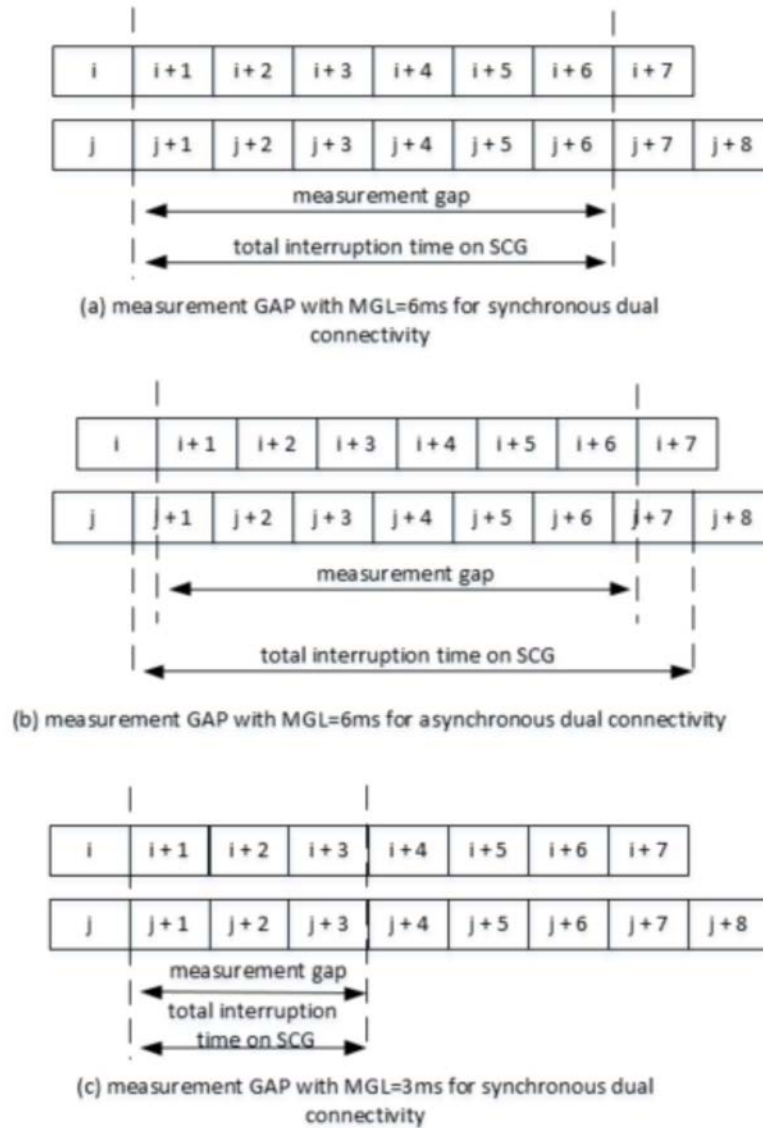 i i + 1 i + 2 i + 3 i + 4 i + 5 i + 6 i + 7
j j + 1 j + 2 j + 3 j + 4 j + 5 j + 6 j + 7 j + 8
measurement gap
total interruption time on SCG
(a) measurement GAP with MGL=6ms for synchronous dual
connectivity
i i + 1 i + 2 i + 3 i + 4 i + 5 i + 6 i + 7
j j + 1 j + 2 j + 3 j + 4 j + 5 j + 6 j + 7 j + 8
measurement gap
total interruption time on SCG
(b) measurement GAP with MGL=6ms for asynchronous dual connectivity
i i + 1 i + 2 i + 3 i + 4 i + 5 i + 6 i + 7
j j + 1 j + 2 j + 3 j + 4 j + 5 j + 6 j + 7 j + 8
measurement gap
total interruption
time on SCG
(c) measurement GAP with MGL=3ms for synchronous dual
connectivity